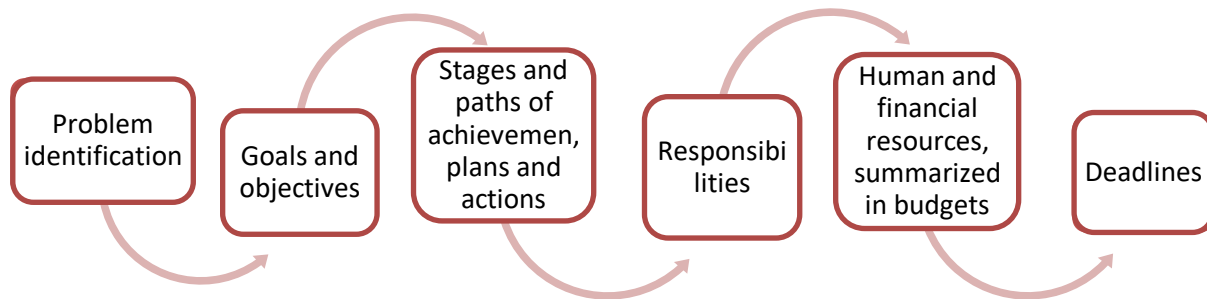 Problem
identification
Goals and
objectives
Stages and
paths of
achievemen,
plans and
actions
Responsibi
lities
Human and
financial
resources,
summarized
in budgets
Deadlines